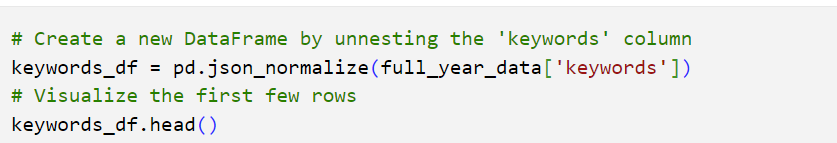 # Create a new DataFrame by unnesting the 'keywords' column
keywords_df = pd.json_normalize(full_year_data['keywords'])
# Visualize the first few rows
keywords_df.head()